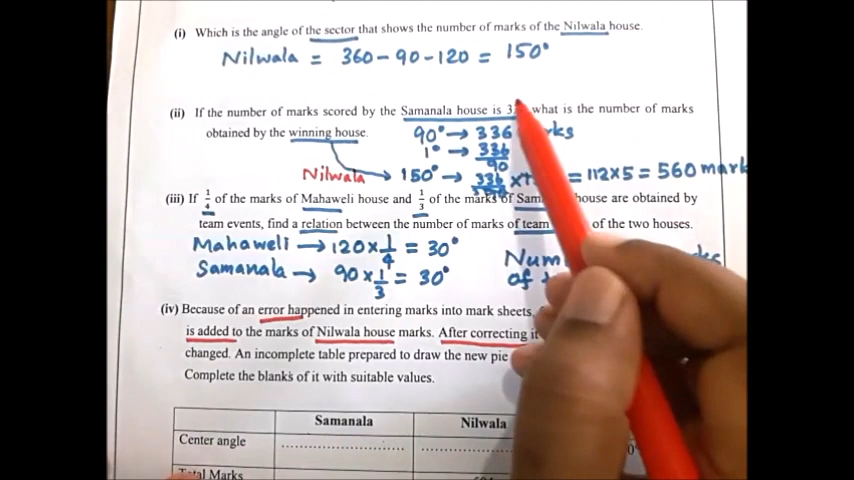 (i) Which is the angle of the sector that shows the number of marks of the Nilwala house.
Nilwala = 360 - 90 - 120 = 150°
(ii) If the number of marks scored by the Samanala house is what is the number of marks
obtained by the winning house.
90° → 336 marks
1° → 336/90
Nilwala → 150° → 336 = 112 x 5 = 560 mark
(iii) If 1/4 of the marks of Mahaweli house and 1/3 of the marks of house are obtained by
team events, find a relation between the number of marks of team of the two houses.
Mahaweli → 120 x 1/4 = 30°
Samanala → 90 x 1/3 = 30°
of
(iv) Because of an error happened in entering marks into mark sheets,
is added to the marks of Nilwala house marks. After correcting it
changed. An incomplete table prepared to draw the new pie
Complete the blanks of it with suitable values.
Samanala Nilwala
Center angle .............................. 
Total Marks